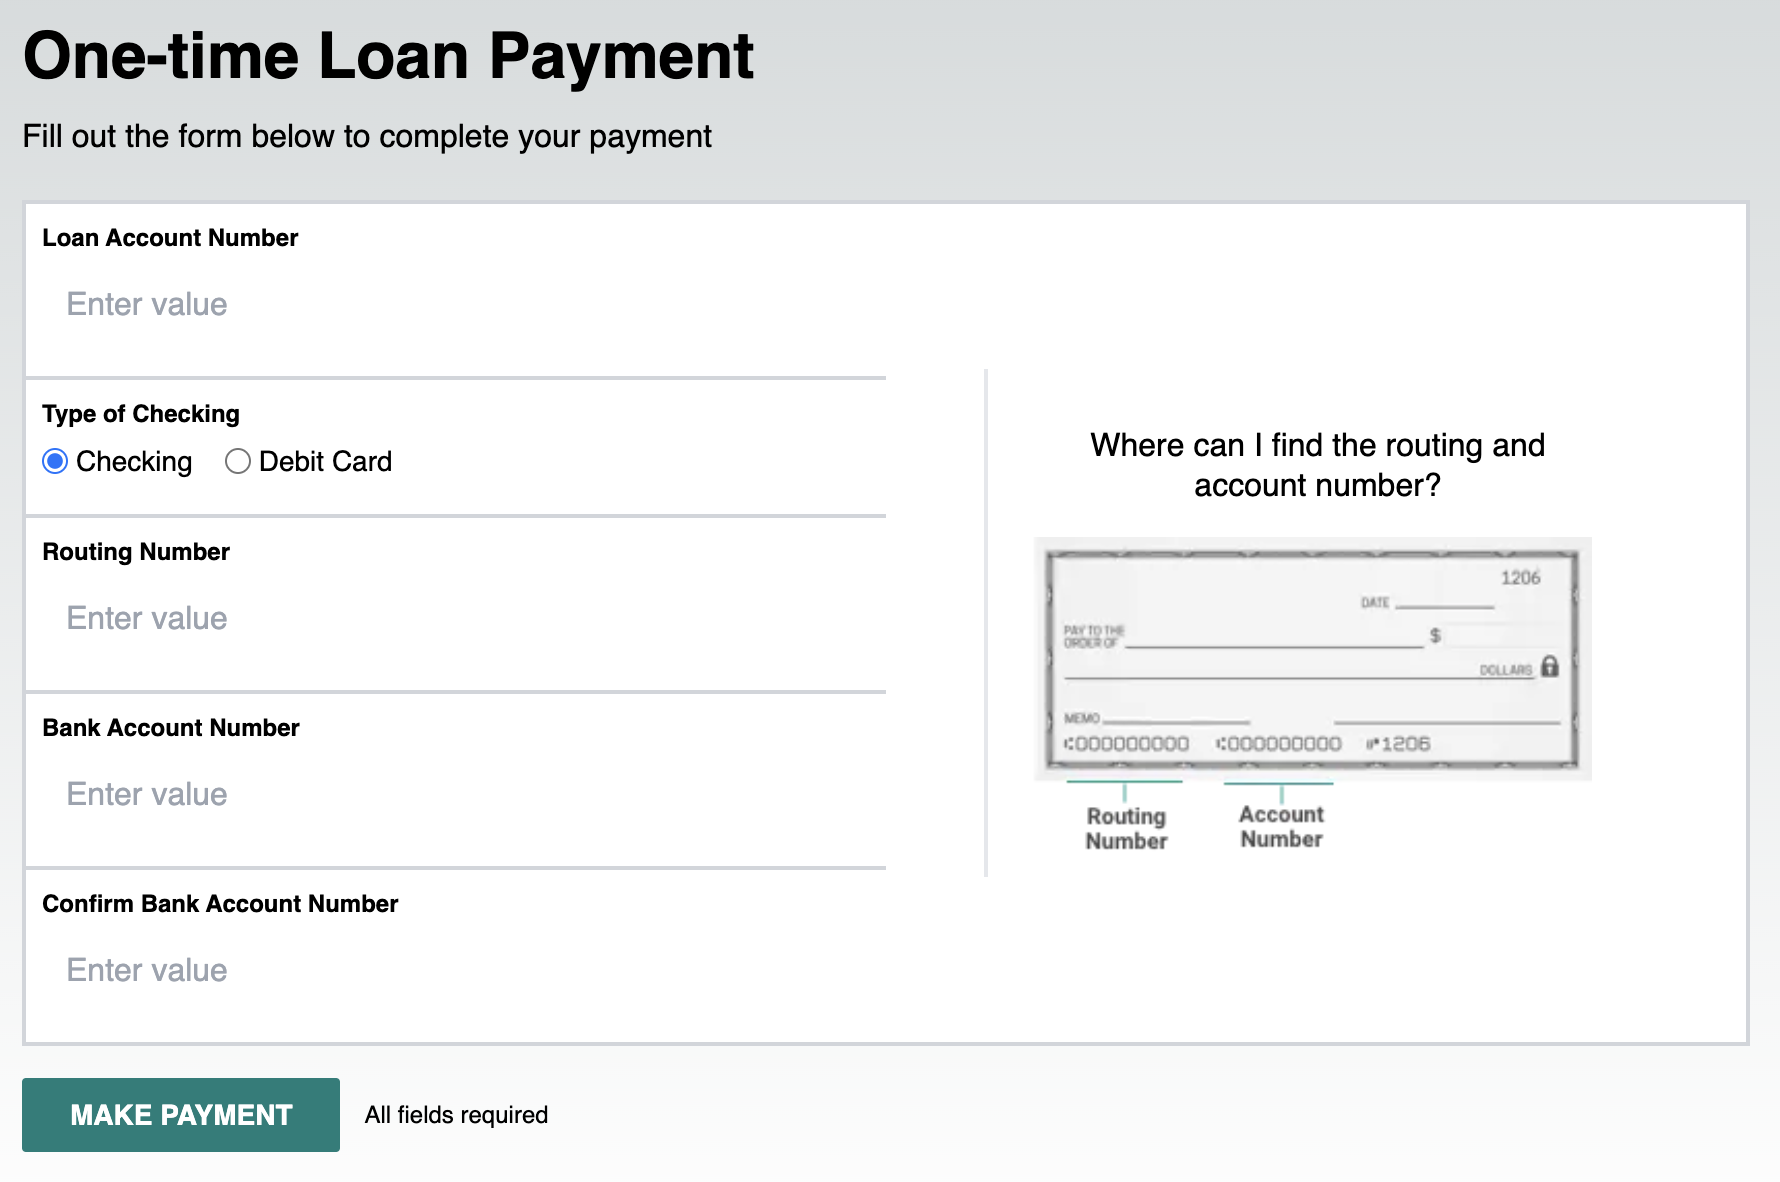 One-time Loan Payment
Fill out the form below to complete your payment
Loan Account Number
Enter value
Type of Checking
Checking
Debit Card
Routing Number
Enter value
Bank Account Number
Enter value
Confirm Bank Account Number
Enter value
Where can I find the routing and
account number?
1206
DATE
PAY TO THE
ORDER OF
$
DOLLARS
MEMO
⑆000000000 ⑆000000000 ⑈1206
Routing
Number
Account
Number
MAKE PAYMENT
All fields required